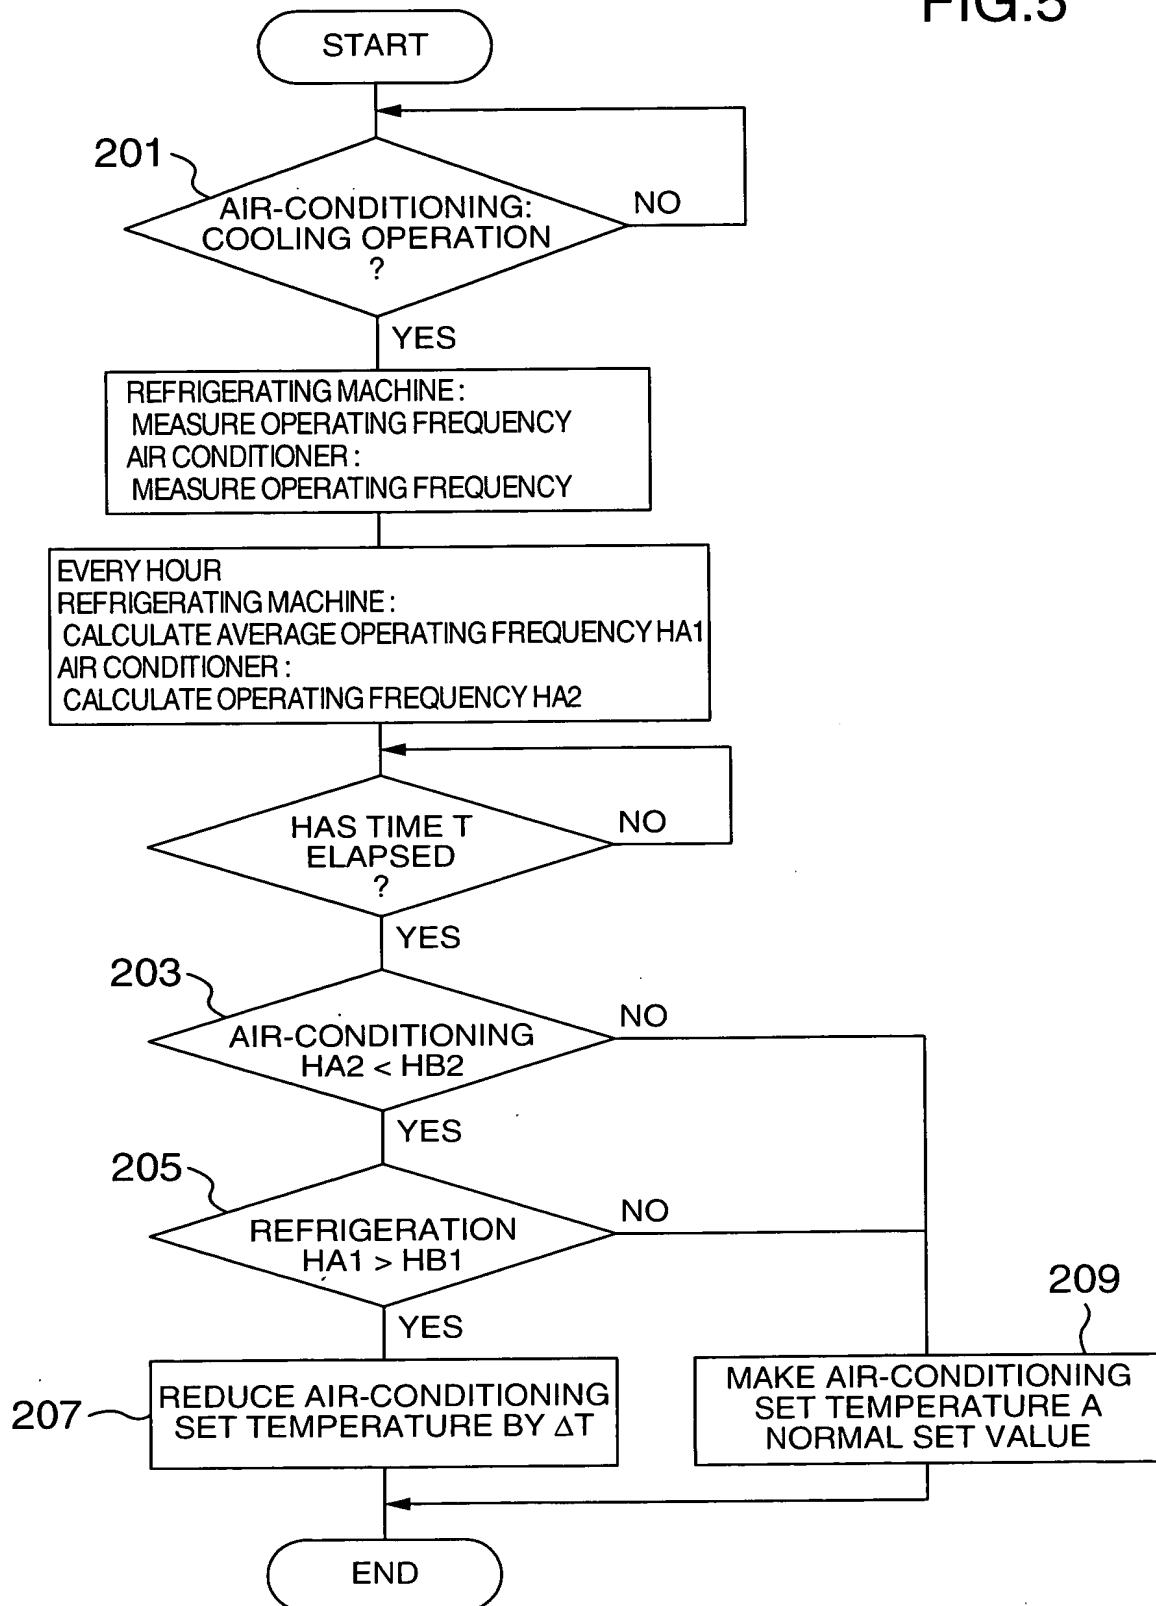 FIG.5
START
201
AIR-CONDITIONING:
COOLING OPERATION
?
NO
YES
REFRIGERATING MACHINE :
MEASURE OPERATING FREQUENCY
AIR CONDITIONER :
MEASURE OPERATING FREQUENCY
EVERY HOUR
REFRIGERATING MACHINE :
CALCULATE AVERAGE OPERATING FREQUENCY HA1
AIR CONDITIONER :
CALCULATE OPERATING FREQUENCY HA2
HAS TIME T
ELAPSED
?
NO
YES
203
AIR-CONDITIONING
HA2 < HB2
NO
YES
205
REFRIGERATION
HA1 > HB1
NO
YES
207
REDUCE AIR-CONDITIONING
SET TEMPERATURE BY ΔT
209
MAKE AIR-CONDITIONING
SET TEMPERATURE A
NORMAL SET VALUE
END